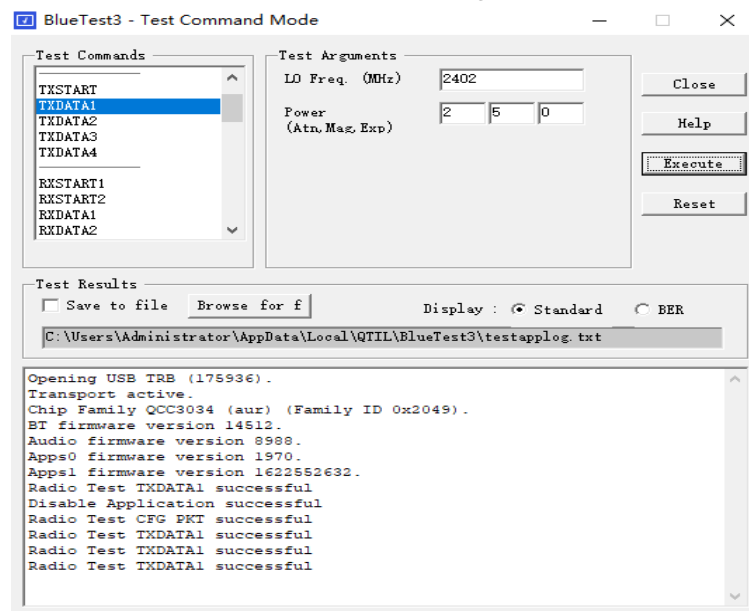 BlueTest3 - Test Command Mode
Test Commands
TXSTART
TXDATA1
TXDATA2
TXDATA3
TXDATA4
RXSTART1
RXSTART2
RXDATA1
RXDATA2
Test Arguments
LO Freq. (MHz) 2402
Power 2 5 0
(Atn, Mag, Exp)
Close
Help
Execute
Reset
Test Results
Save to file Browse for f Display : Standard BER
C:\Users\Administrator\AppData\Local\QTIL\BlueTest3\testapplog.txt
Opening USB TRB (175936).
Transport active.
Chip Family QCC3034 (aur) (Family ID 0x2049).
BT firmware version 14512.
Audio firmware version 8988.
Apps0 firmware version 1970.
Apps1 firmware version 1622552632.
Radio Test TXDATA1 successful
Disable Application successful
Radio Test CFG PKT successful
Radio Test TXDATA1 successful
Radio Test TXDATA1 successful
Radio Test TXDATA1 successful